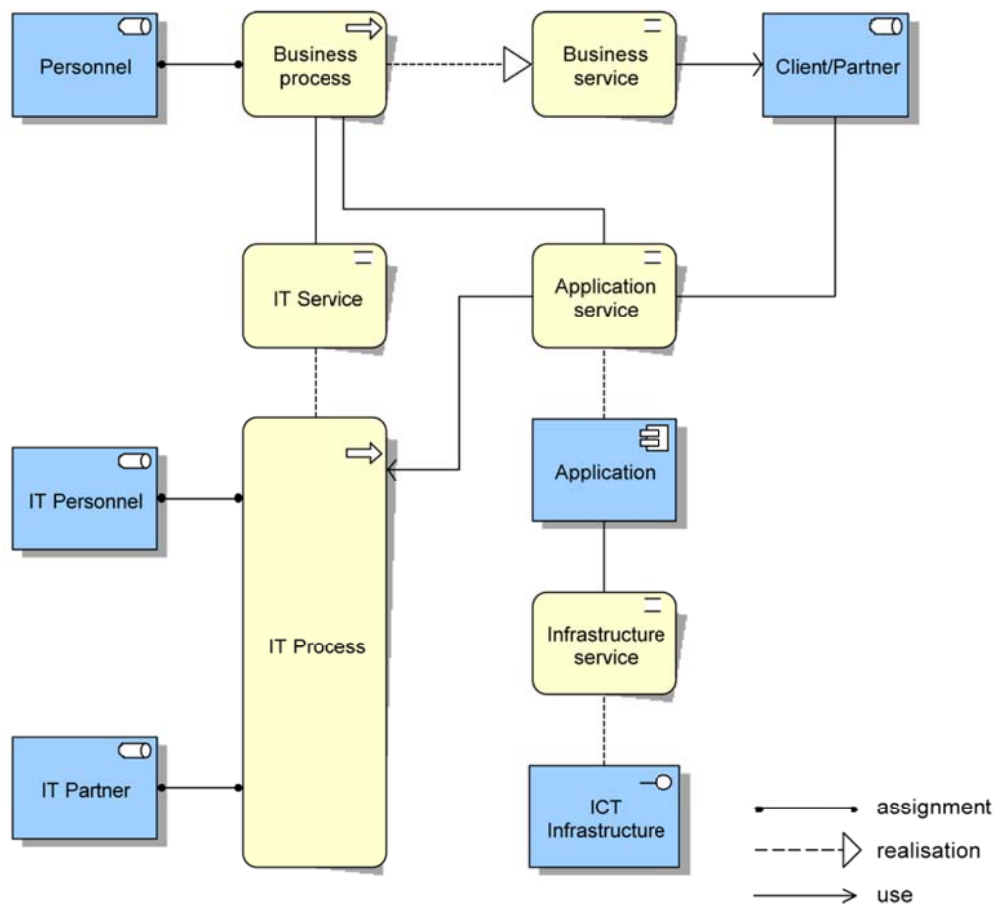 Personnel
Business
process
Business
service
Client/Partner
IT Service
Application
service
IT Personnel
Application
IT Process
Infrastructure
service
IT Partner
ICT
Infrastructure
assignment
realisation
use